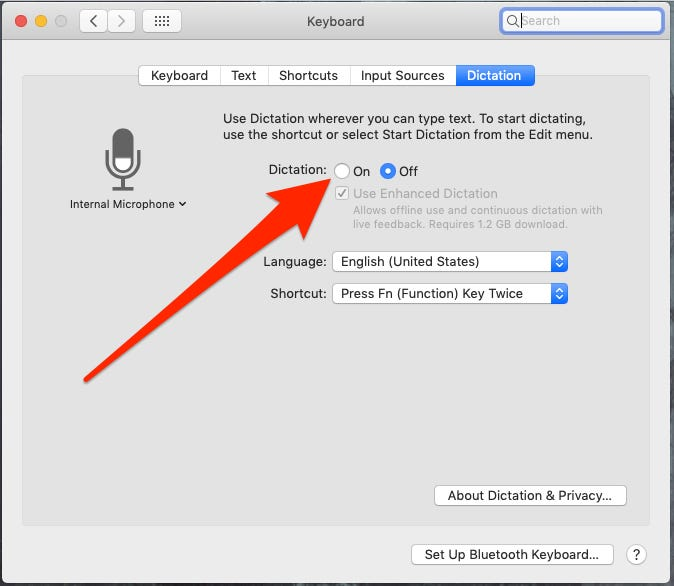 Keyboard
Search
Keyboard Text Shortcuts Input Sources Dictation
Use Dictation wherever you can type text. To start dictating,
use the shortcut or select Start Dictation from the Edit menu.
Dictation: On Off
Internal Microphone
Use Enhanced Dictation
Allows offline use and continuous dictation with
live feedback. Requires 1.2 GB download.
Language: English (United States)
Shortcut: Press Fn (Function) Key Twice
About Dictation & Privacy...
Set Up Bluetooth Keyboard... ?